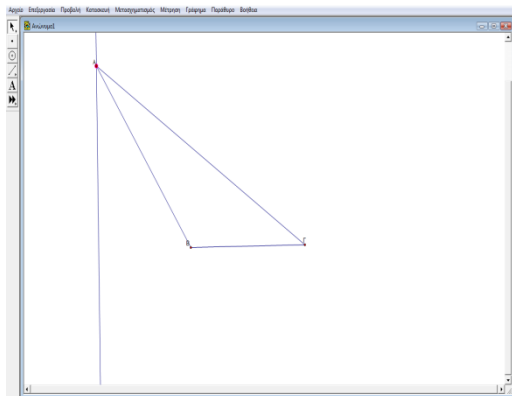 Αρχείο Επεξεργασία Προβολή Κατασκευή Μετασχηματισμός Μέτρηση Γράφημα Παράθυρο Βοήθεια
Ανώνυμο1
A
A
B
Γ